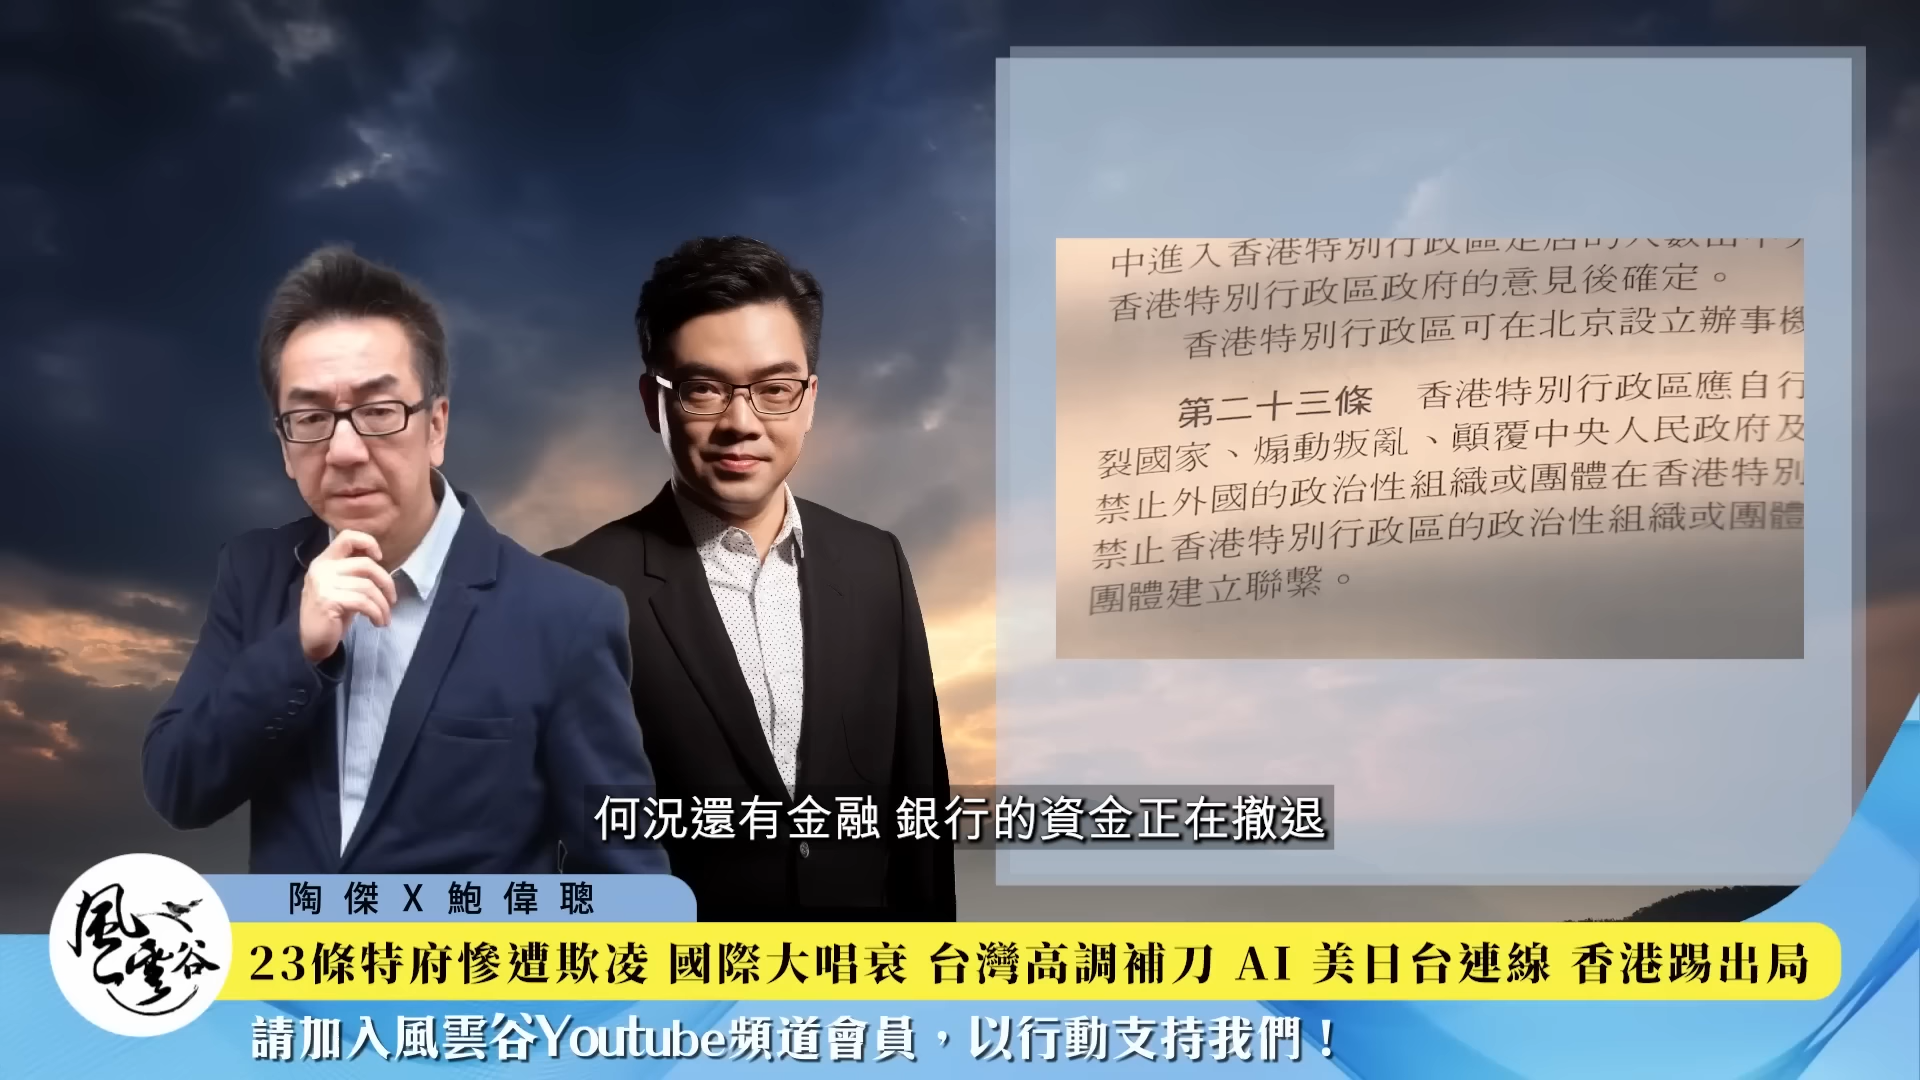 中進入香港特別行政區定居的人數由中央
香港特別行政區政府的意見後確定。
香港特別行政區可在北京設立辦事機
第二十三條 香港特別行政區應自行
裂國家、煽動叛亂、顛覆中央人民政府及
禁止外國的政治性組織或團體在香港特別
禁止香港特別行政區的政治性組織或團體
團體建立聯繫。
何況還有金融 銀行的資金正在撤退
陶傑X鮑偉聰
風雲谷
23條特府慘遭欺凌 國際大唱衰 台灣高調補刀 AI 美日台連線 香港踢出局
請加入風雲谷Youtube頻道會員，以行動支持我們！